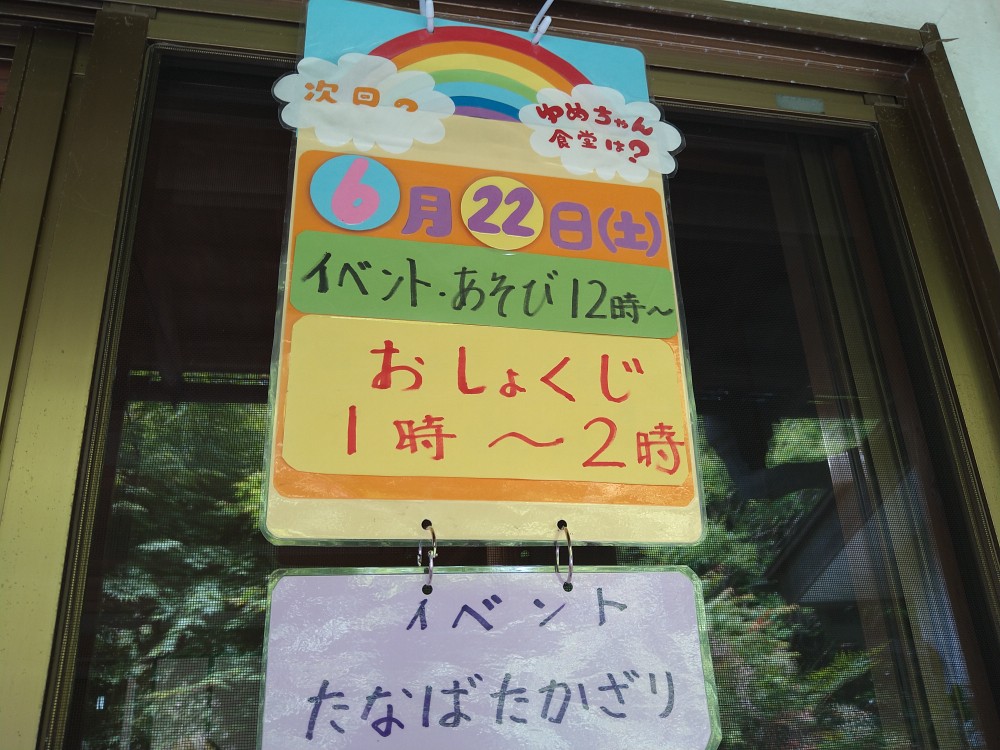 次回の
ゆめちゃん
食堂は?
6月22日(土)
イベント・あそび12時〜
おしょくじ
1時〜2時
イベント
たなばたかざり